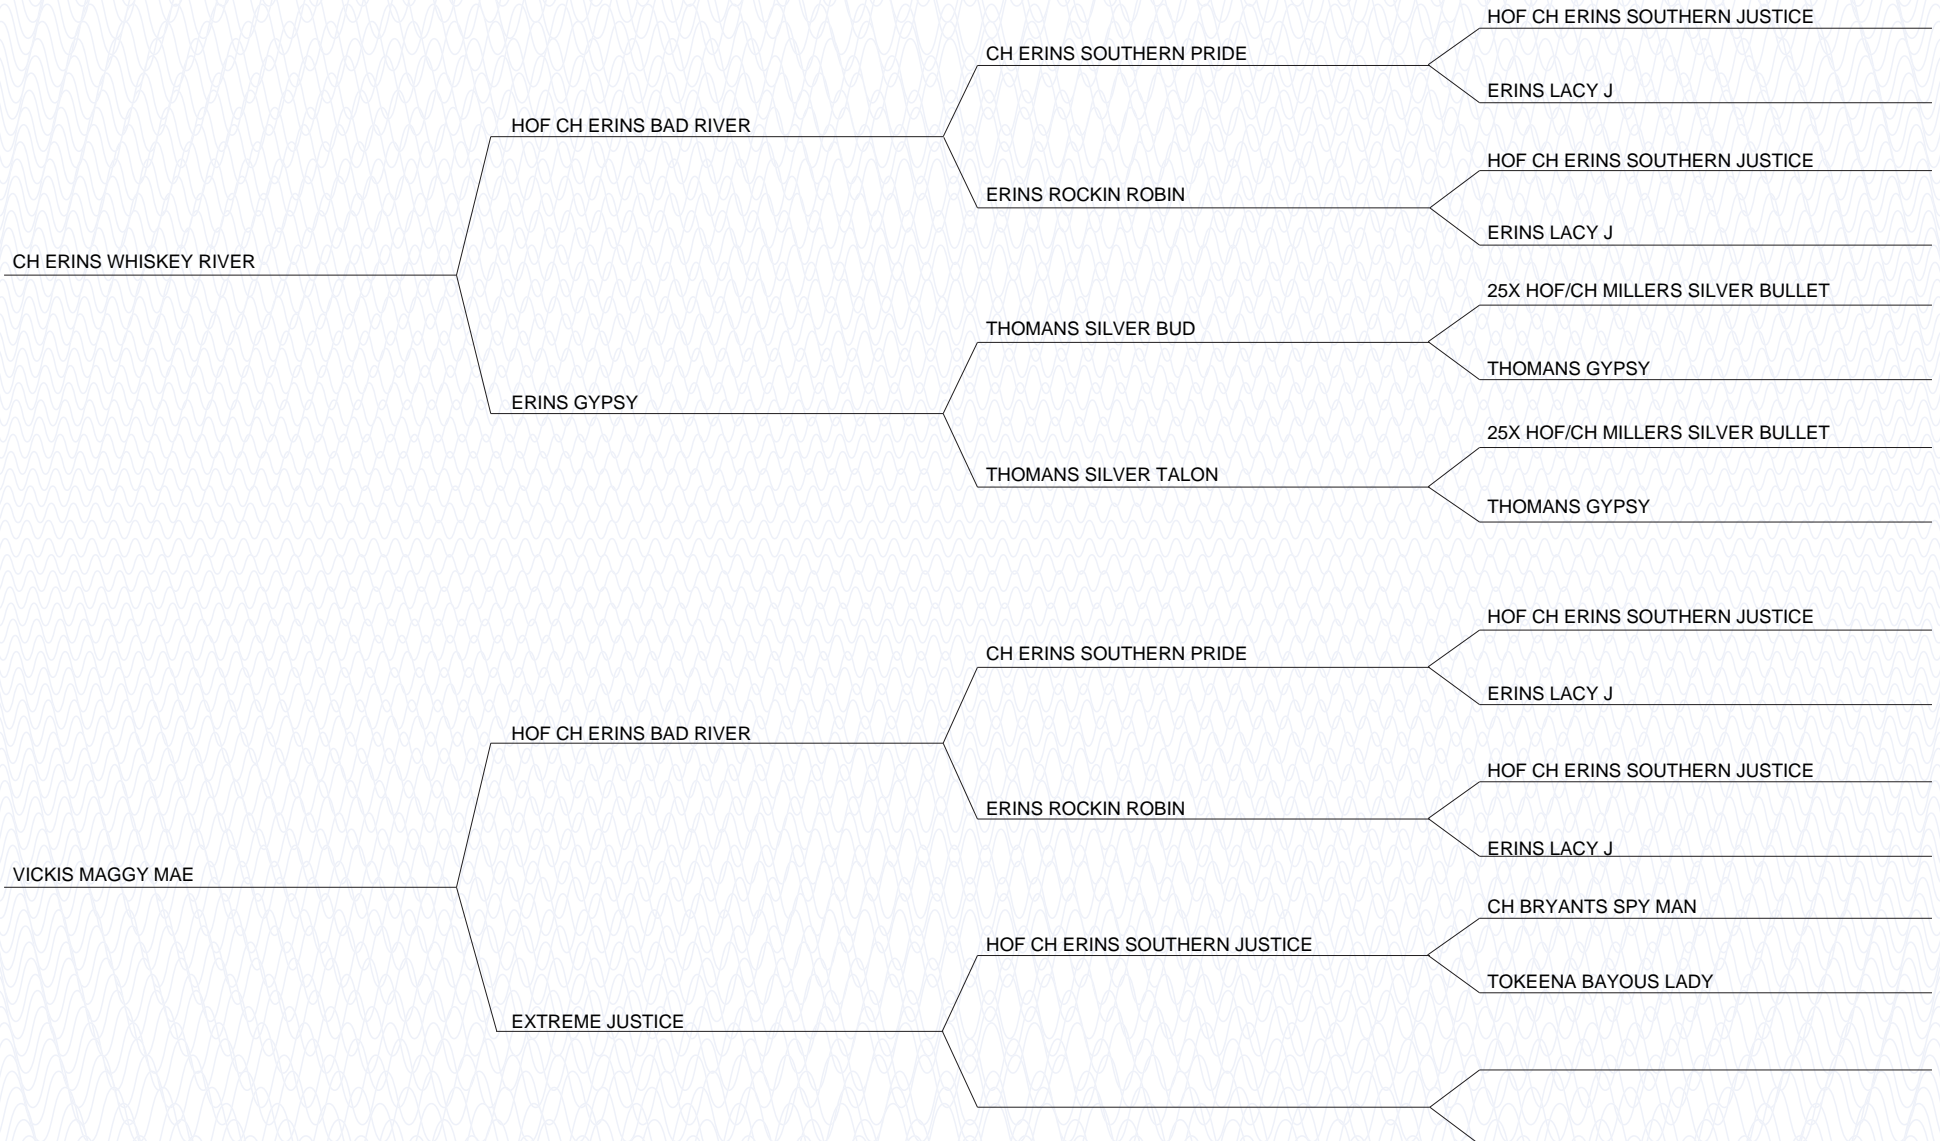 HOF CH ERINS SOUTHERN JUSTICE
CH ERINS SOUTHERN PRIDE
ERINS LACY J
HOF CH ERINS BAD RIVER
HOF CH ERINS SOUTHERN JUSTICE
ERINS ROCKIN ROBIN
ERINS LACY J
CH ERINS WHISKEY RIVER
25X HOF/CH MILLERS SILVER BULLET
THOMANS SILVER BUD
THOMANS GYPSY
ERINS GYPSY
25X HOF/CH MILLERS SILVER BULLET
THOMANS SILVER TALON
THOMANS GYPSY
HOF CH ERINS SOUTHERN JUSTICE
CH ERINS SOUTHERN PRIDE
ERINS LACY J
HOF CH ERINS BAD RIVER
HOF CH ERINS SOUTHERN JUSTICE
ERINS ROCKIN ROBIN
ERINS LACY J
VICKIS MAGGY MAE
CH BRYANTS SPY MAN
HOF CH ERINS SOUTHERN JUSTICE
TOKEENA BAYOUS LADY
EXTREME JUSTICE